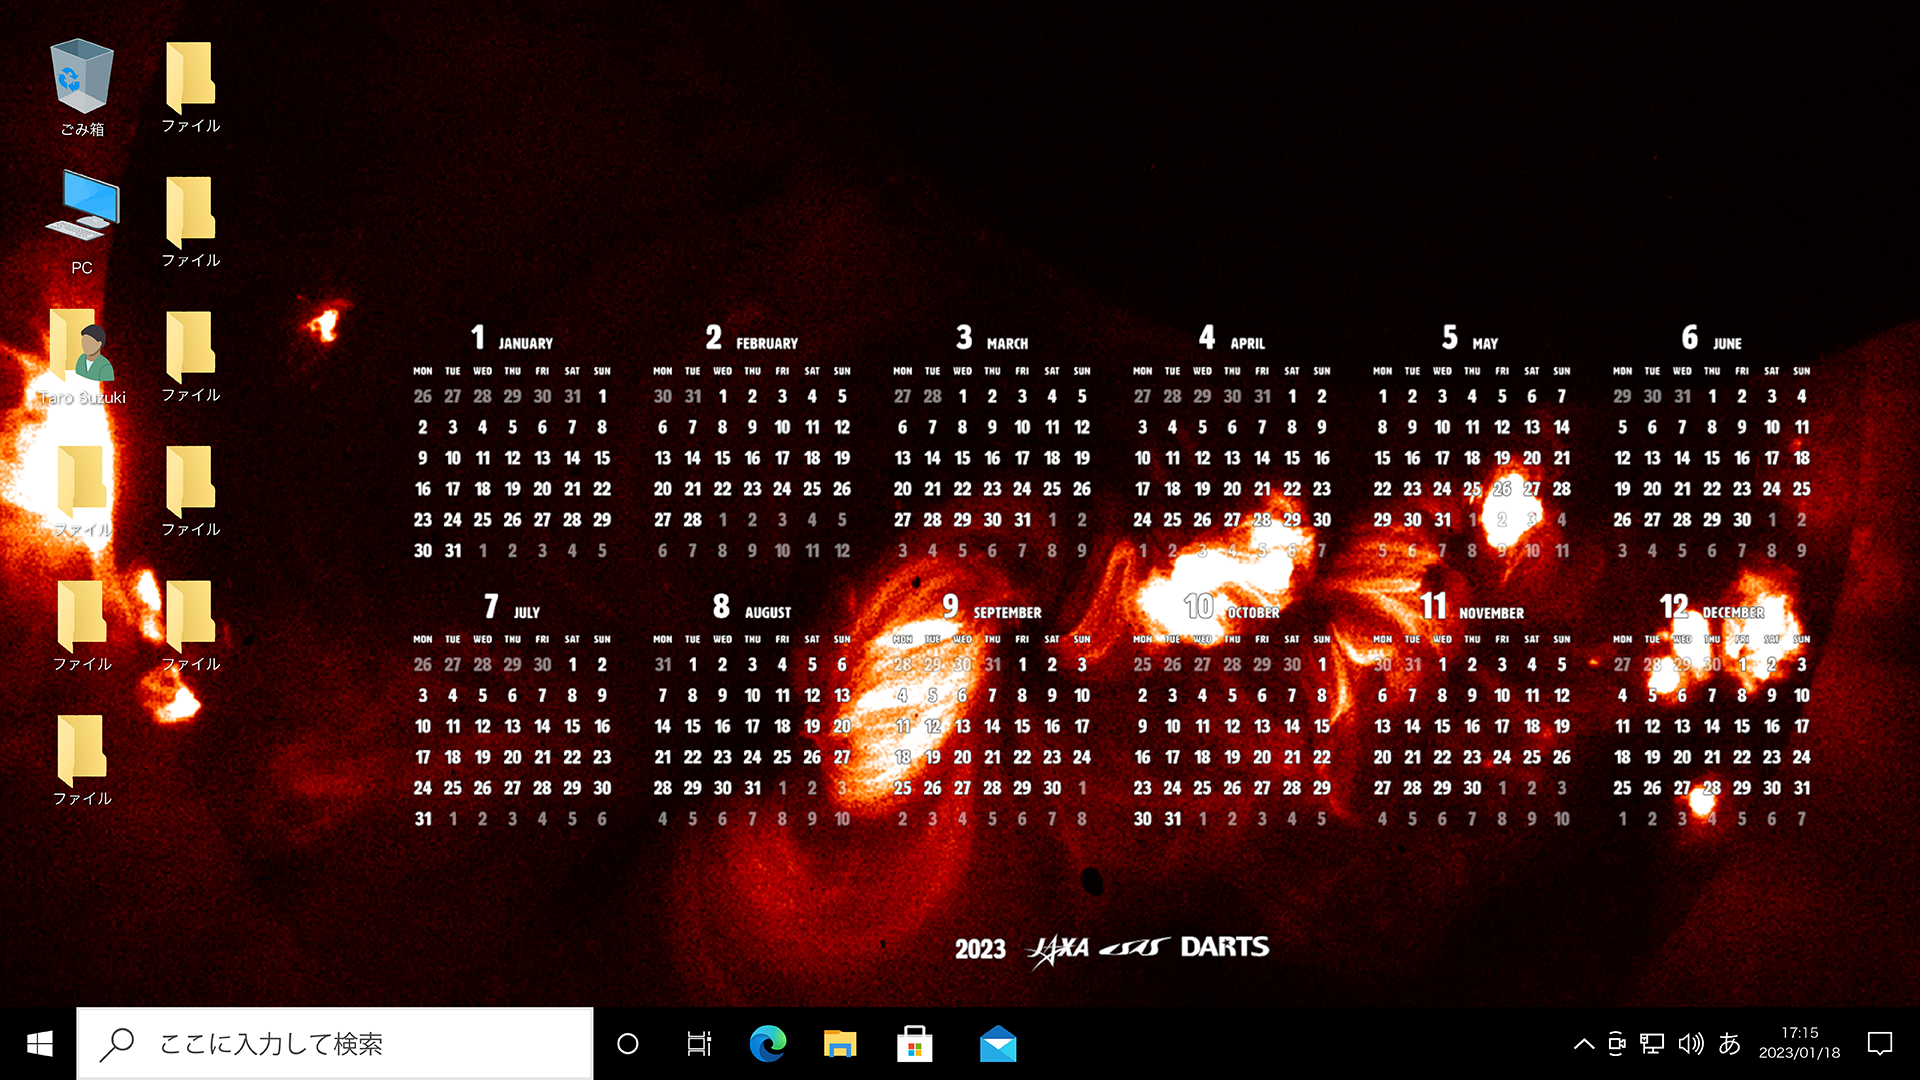 ごみ箱
ファイル
PC
ファイル
Taro Suzuki
ファイル
ファイル
ファイル
ファイル
ファイル
ファイル
1 JANUARY
MON TUE WED THU FRI SAT SUN
26 27 28 29 30 31 1
2 3 4 5 6 7 8
9 10 11 12 13 14 15
16 17 18 19 20 21 22
23 24 25 26 27 28 29
30 31 1 2 3 4 5
2 FEBRUARY
MON TUE WED THU FRI SAT SUN
30 31 1 2 3 4 5
6 7 8 9 10 11 12
13 14 15 16 17 18 19
20 21 22 23 24 25 26
27 28 1 2 3 4 5
6 7 8 9 10 11 12
3 MARCH
MON TUE WED THU FRI SAT SUN
27 28 1 2 3 4 5
6 7 8 9 10 11 12
13 14 15 16 17 18 19
20 21 22 23 24 25 26
27 28 29 30 31 1 2
3 4 5 6 7 8 9
4 APRIL
MON TUE WED THU FRI SAT SUN
27 28 29 30 31 1 2
3 4 5 6 7 8 9
10 11 12 13 14 15 16
17 18 19 20 21 22 23
24 25 26 27 28 29 30
1 2 3 4 5 6 7
5 MAY
MON TUE WED THU FRI SAT SUN
1 2 3 4 5 6 7
8 9 10 11 12 13 14
15 16 17 18 19 20 21
22 23 24 25 26 27 28
29 30 31 1 2 3 4
5 6 7 8 9 10 11
6 JUNE
MON TUE WED THU FRI SAT SUN
29 30 31 1 2 3 4
5 6 7 8 9 10 11
12 13 14 15 16 17 18
19 20 21 22 23 24 25
26 27 28 29 30 1 2
3 4 5 6 7 8 9
7 JULY
MON TUE WED THU FRI SAT SUN
26 27 28 29 30 1 2
3 4 5 6 7 8 9
10 11 12 13 14 15 16
17 18 19 20 21 22 23
24 25 26 27 28 29 30
31 1 2 3 4 5 6
8 AUGUST
MON TUE WED THU FRI SAT SUN
31 1 2 3 4 5 6
7 8 9 10 11 12 13
14 15 16 17 18 19 20
21 22 23 24 25 26 27
28 29 30 31 1 2 3
4 5 6 7 8 9 10
9 SEPTEMBER
MON TUE WED THU FRI SAT SUN
28 29 30 31 1 2 3
4 5 6 7 8 9 10
11 12 13 14 15 16 17
18 19 20 21 22 23 24
25 26 27 28 29 30 1
2 3 4 5 6 7 8
10 OCTOBER
MON TUE WED THU FRI SAT SUN
25 26 27 28 29 30 1
2 3 4 5 6 7 8
9 10 11 12 13 14 15
16 17 18 19 20 21 22
23 24 25 26 27 28 29
30 31 1 2 3 4 5
11 NOVEMBER
MON TUE WED THU FRI SAT SUN
30 31 1 2 3 4 5
6 7 8 9 10 11 12
13 14 15 16 17 18 19
20 21 22 23 24 25 26
27 28 29 30 1 2 3
4 5 6 7 8 9 10
12 DECEMBER
MON TUE WED THU FRI SAT SUN
27 28 29 30 1 2 3
4 5 6 7 8 9 10
11 12 13 14 15 16 17
18 19 20 21 22 23 24
25 26 27 28 29 30 31
1 2 3 4 5 6 7
ファイル
ファイル
2023 JAXA ISAS DARTS
ここに入力して検索
あ
17:15
2023/01/18